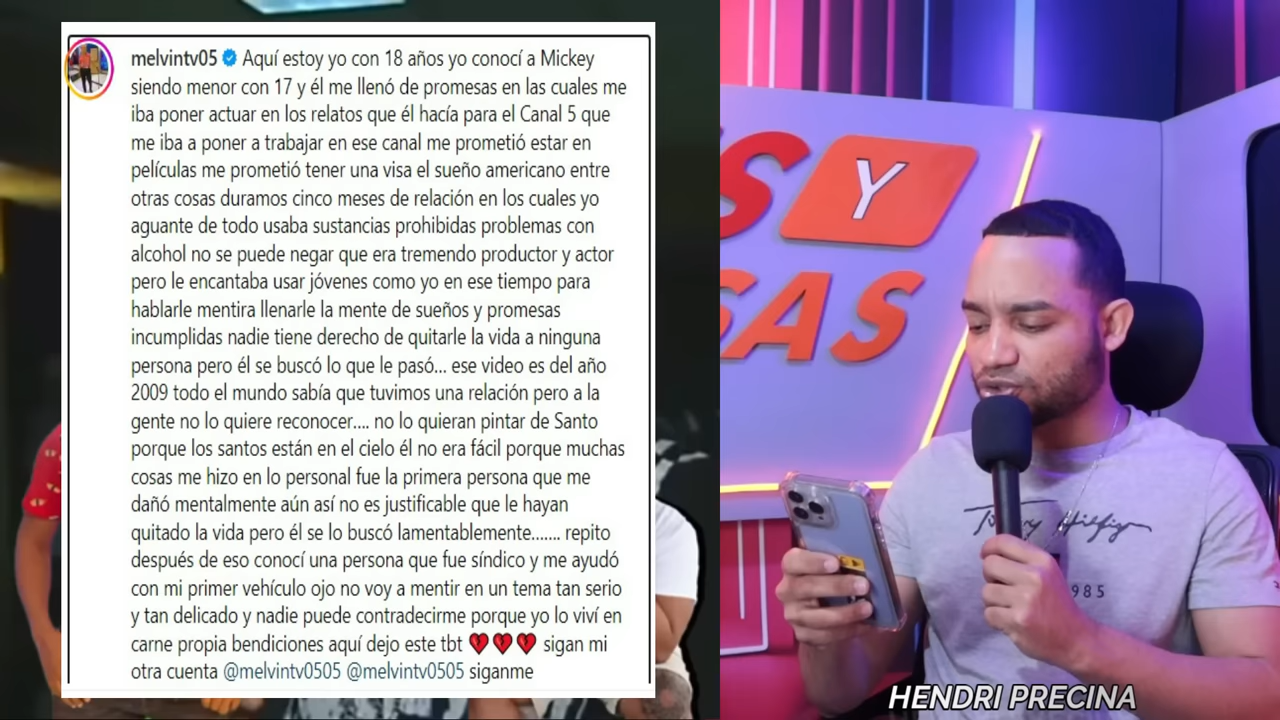 melvintv05 Aquí estoy yo con 18 años yo conocí a Mickey
siendo menor con 17 y él me llenó de promesas en las cuales me
iba poner actuar en los relatos que él hacía para el Canal 5 que
me iba a poner a trabajar en ese canal me prometió estar en
películas me prometió tener una visa el sueño americano entre
otras cosas duramos cinco meses de relación en los cuales yo
aguante de todo usaba sustancias prohibidas problemas con
alcohol no se puede negar que era tremendo productor y actor
pero le encantaba usar jóvenes como yo en ese tiempo para
hablarle mentira llenarle la mente de sueños y promesas
incumplidas nadie tiene derecho de quitarle la vida a ninguna
persona pero él se buscó lo que le pasó... ese video es del año
2009 todo el mundo sabía que tuvimos una relación pero a la
gente no lo quiere reconocer.... no lo quieran pintar de Santo
porque los santos están en el cielo él no era fácil porque muchas
cosas me hizo en lo personal fue la primera persona que me
dañó mentalmente aún así no es justificable que le hayan
quitado la vida pero él se lo buscó lamentablemente....... repito
después de eso conocí una persona que fue síndico y me ayudó
con mi primer vehículo ojo no voy a mentir en un tema tan serio
y tan delicado y nadie puede contradecirme porque yo lo viví en
carne propia bendiciones aquí dejo este tbt 💔💔💔 sigan mi
otra cuenta @melvintv0505 @melvintv0505 siganme
S Y
SAS
Tommy Hilfiger
1985
HENDRI PRECINA